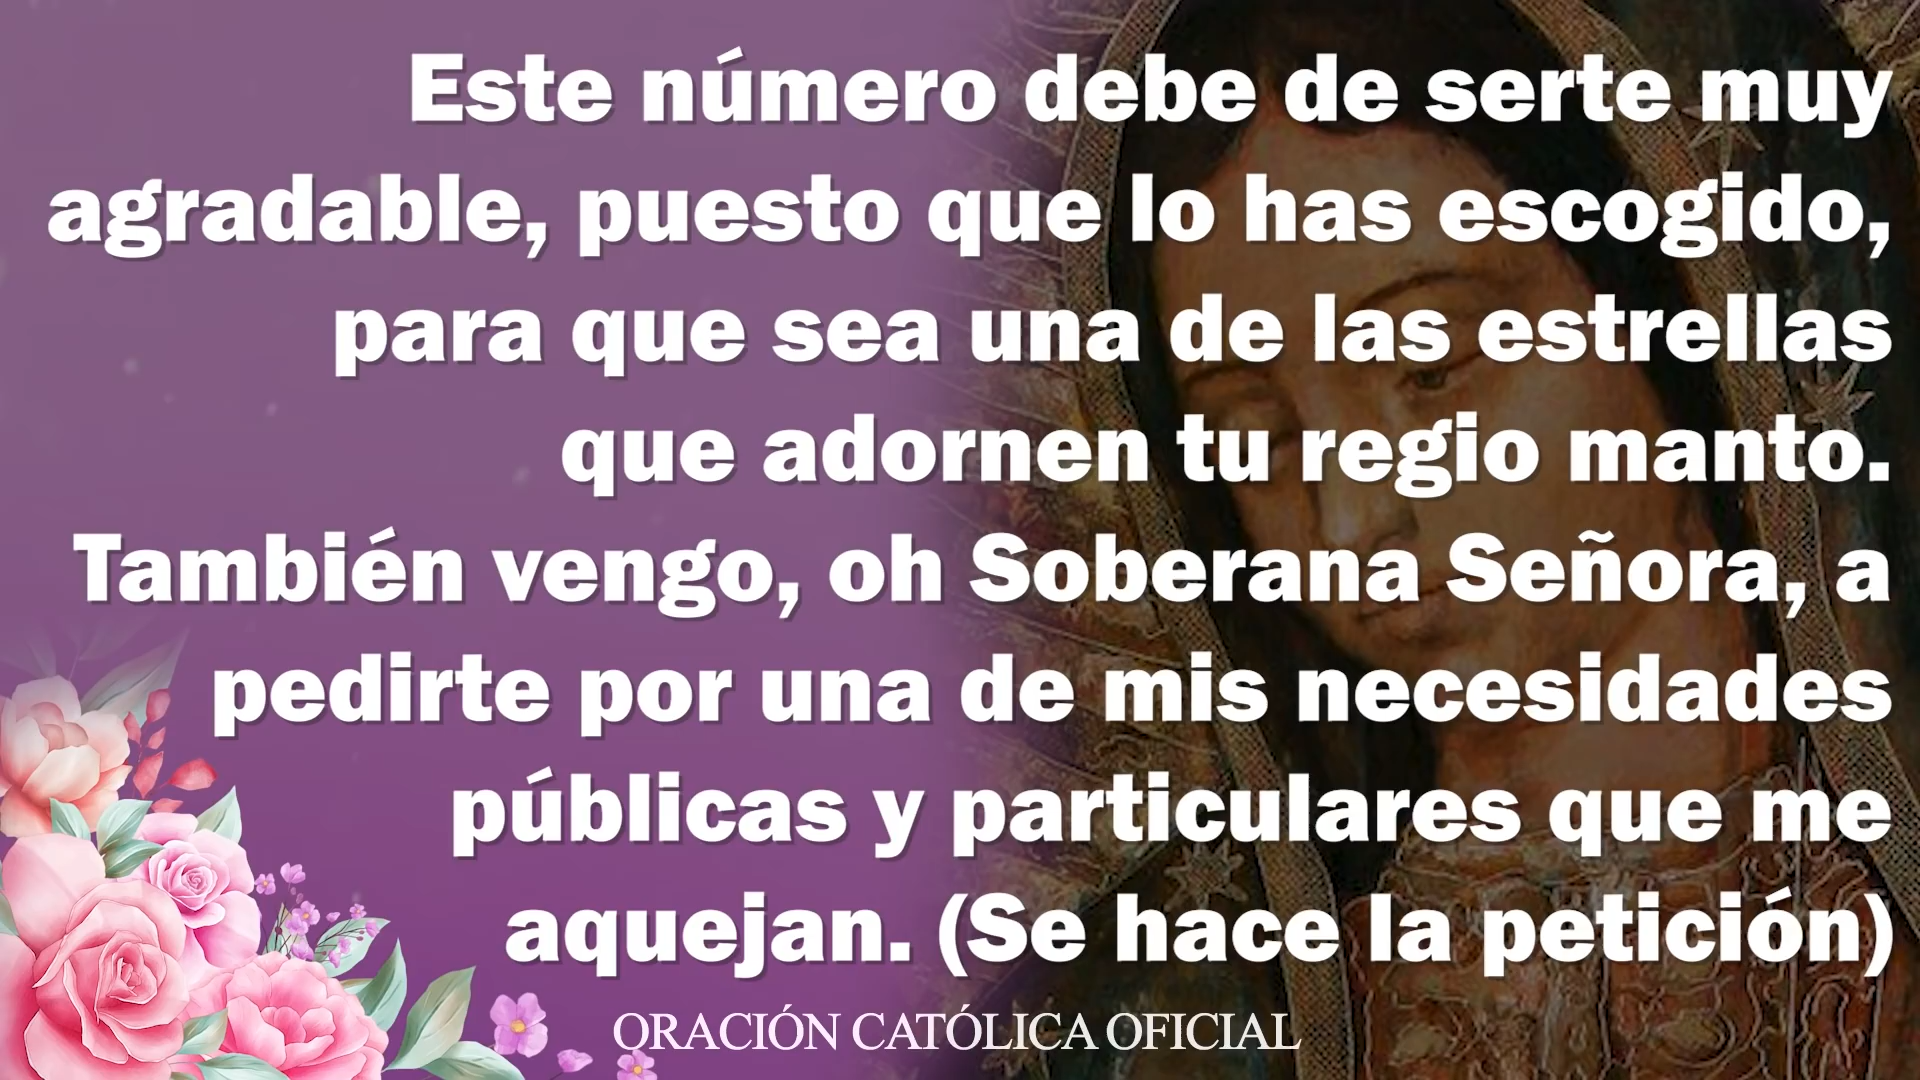 Este número debe de serte muy
agradable, puesto que lo has escogido,
para que sea una de las estrellas
que adornen tu regio manto.
También vengo, oh Soberana Señora, a
pedirte por una de mis necesidades
públicas y particulares que me
aquejan. (Se hace la petición)
ORACIÓN CATÓLICA OFICIAL